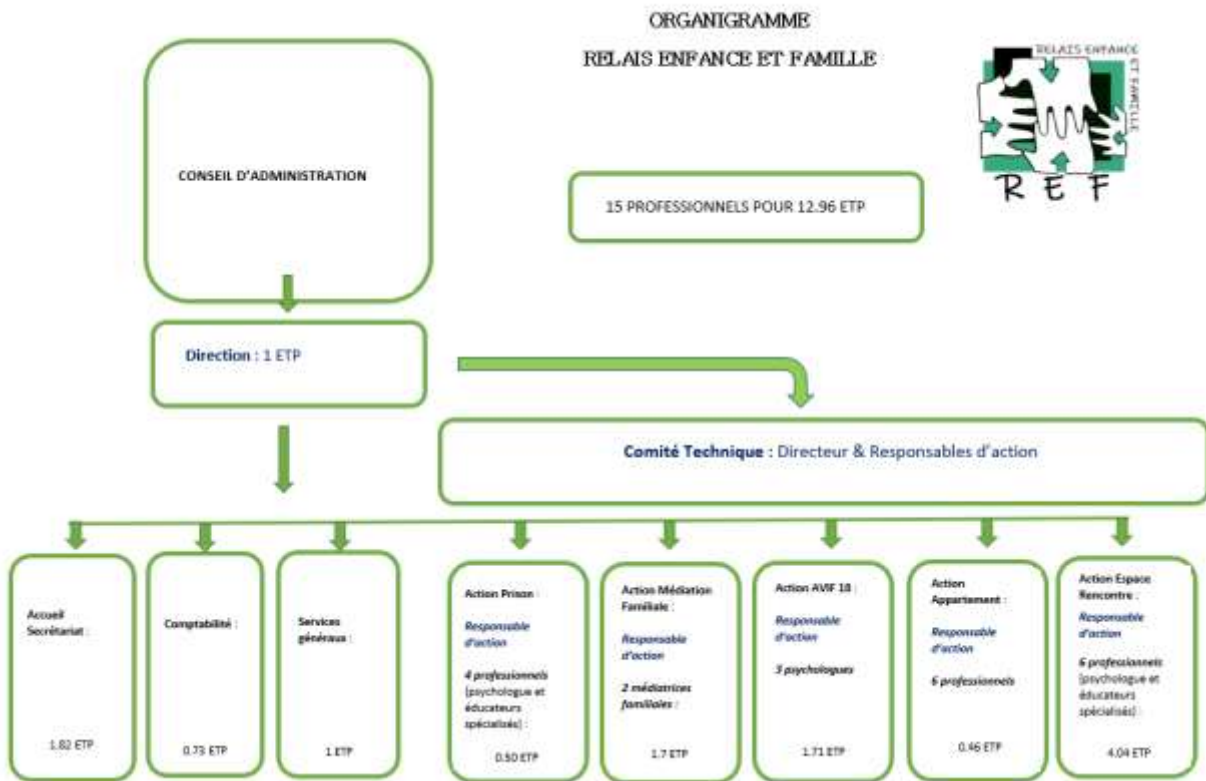 ORGANIGRAMME
RELAIS ENFANCE ET FAMILLE
RELAIS ENFANCE
ET FAMILLE
R E F
CONSEIL D'ADMINISTRATION
15 PROFESSIONNELS POUR 12.96 ETP
Direction : 1 ETP
Comité Technique : Directeur & Responsables d'action
Accueil
Secrétariat :
1.82 ETP
Comptabilité :
0.73 ETP
Services
généraux :
1 ETP
Action Prison :
Responsable
d'action
4 professionnels
(psychologue et
éducateurs
spécialisés) :
0.50 ETP
Action Médiation
Familiale :
Responsable
d'action
2 médiatrices
familiales :
1.7 ETP
Action AVIF 18 :
Responsable
d'action
3 psychologues
1.71 ETP
Action
Appartement :
Responsable
d'action
6 professionnels
0.46 ETP
Action Espace
Rencontre :
Responsable
d'action
6 professionnels
(psychologue et
éducateurs
spécialisés) :
4.04 ETP